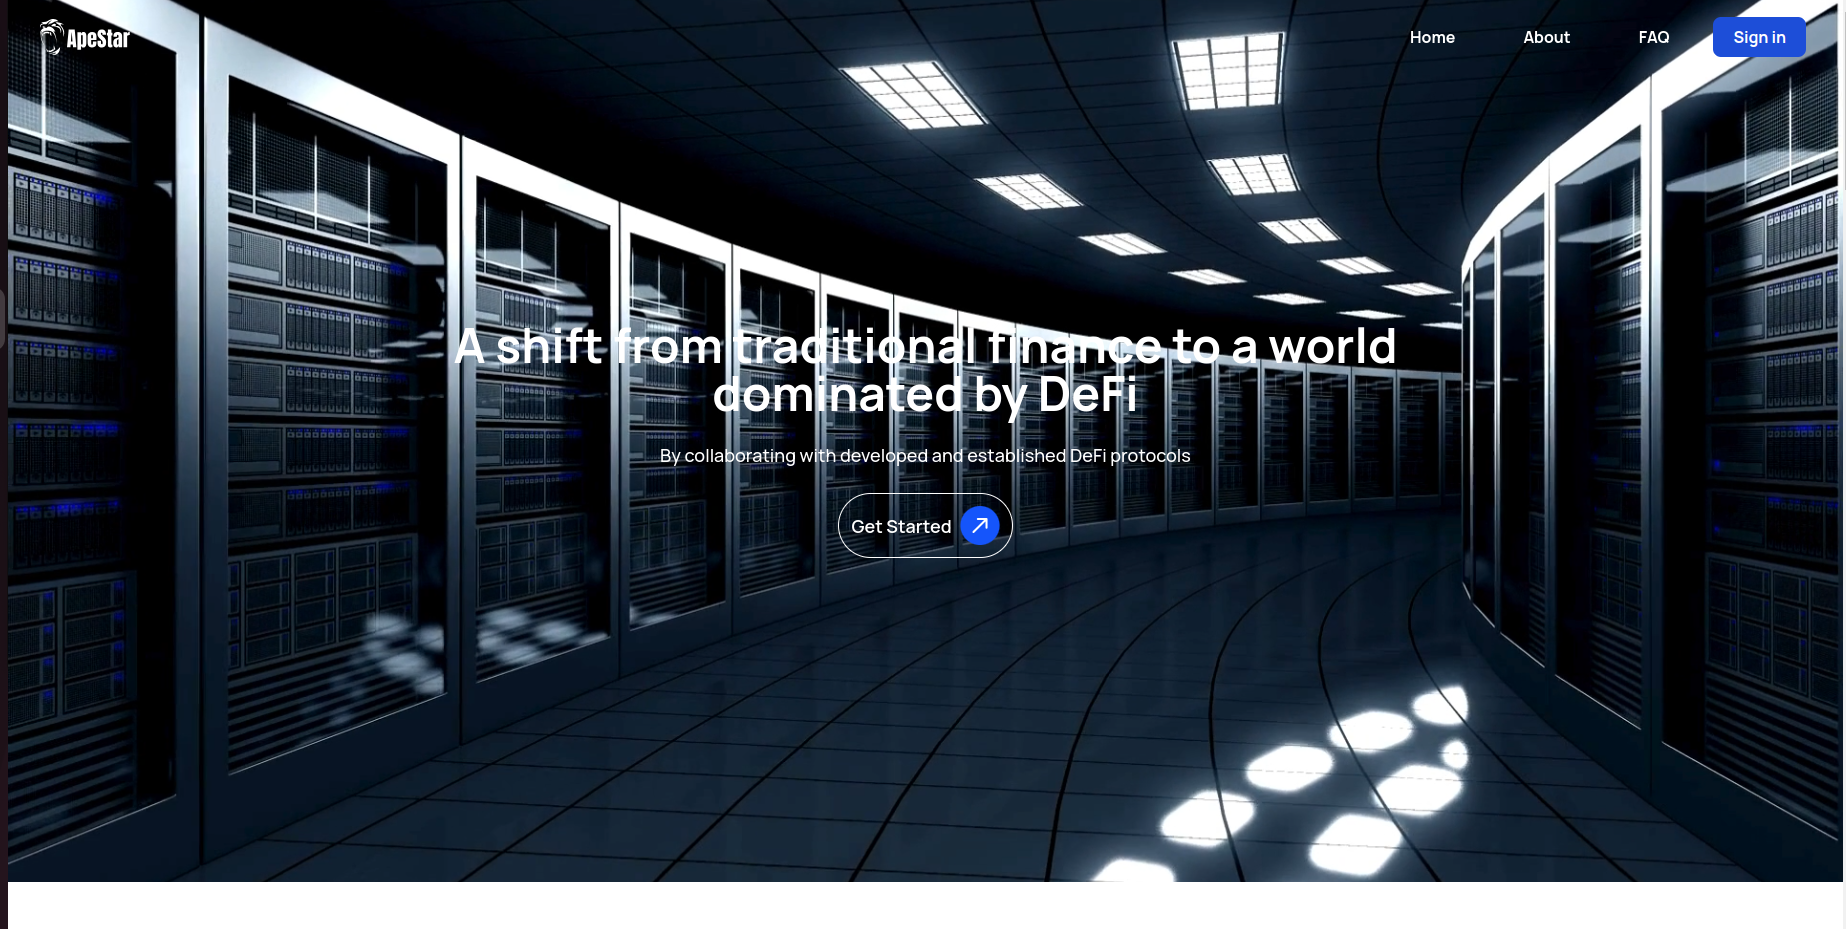 ApeStar
Home
About
FAQ
Sign in
A shift from traditional finance to a world
dominated by DeFi
By collaborating with developed and established DeFi protocols
Get Started